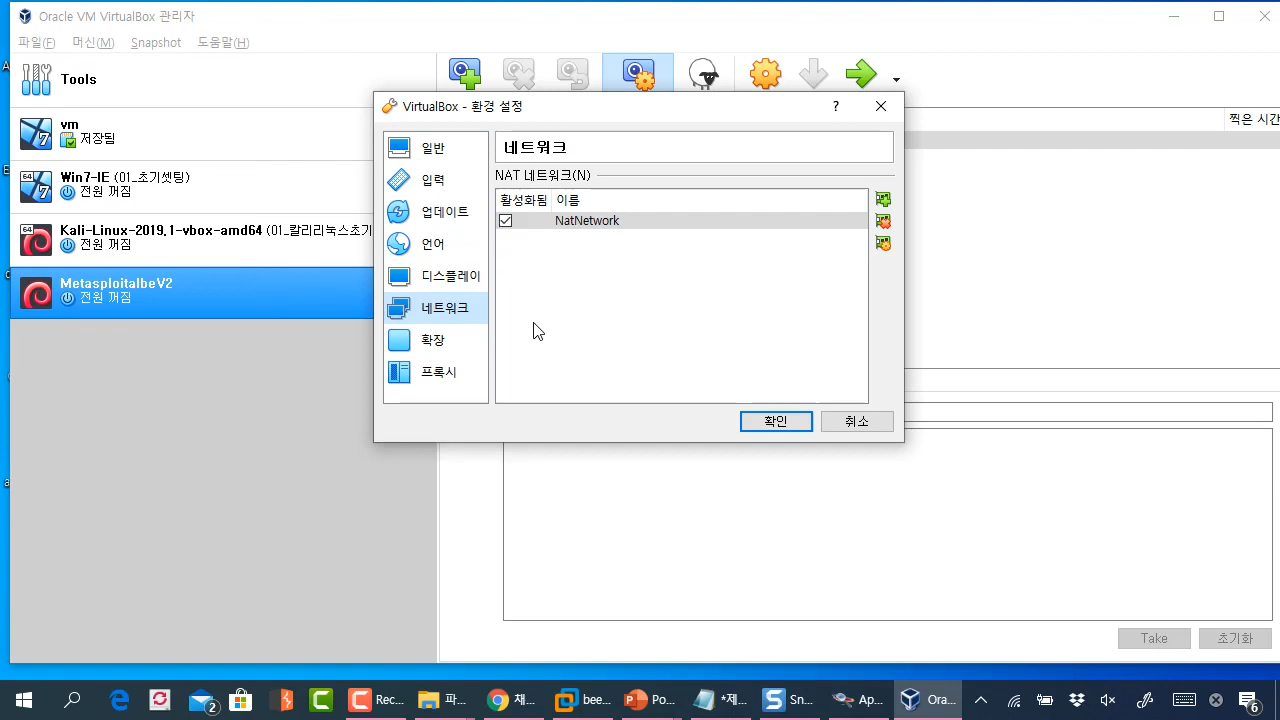 Oracle VM VirtualBox 관리자
파일(F) 머신(M) Snapshot 도움말(H)
Tools
찍은 시간
vm
저장됨
64
Win7-IE (01_초기셋팅)
전원 꺼짐
64
Kali-Linux-2019.1-vbox-amd64 (01_칼리리눅스초기
전원 꺼짐
MetasploitalbeV2
전원 꺼짐
VirtualBox - 환경 설정
?
일반
입력
업데이트
언어
디스플레이
네트워크
확장
프록시
네트워크
NAT 네트워크(N)
활성화됨 이름
NatNetwork
확인 취소
Take 초기화
2 Rec... 파... 채... bee... Po... *제... Sn... Ap... Ora... 6